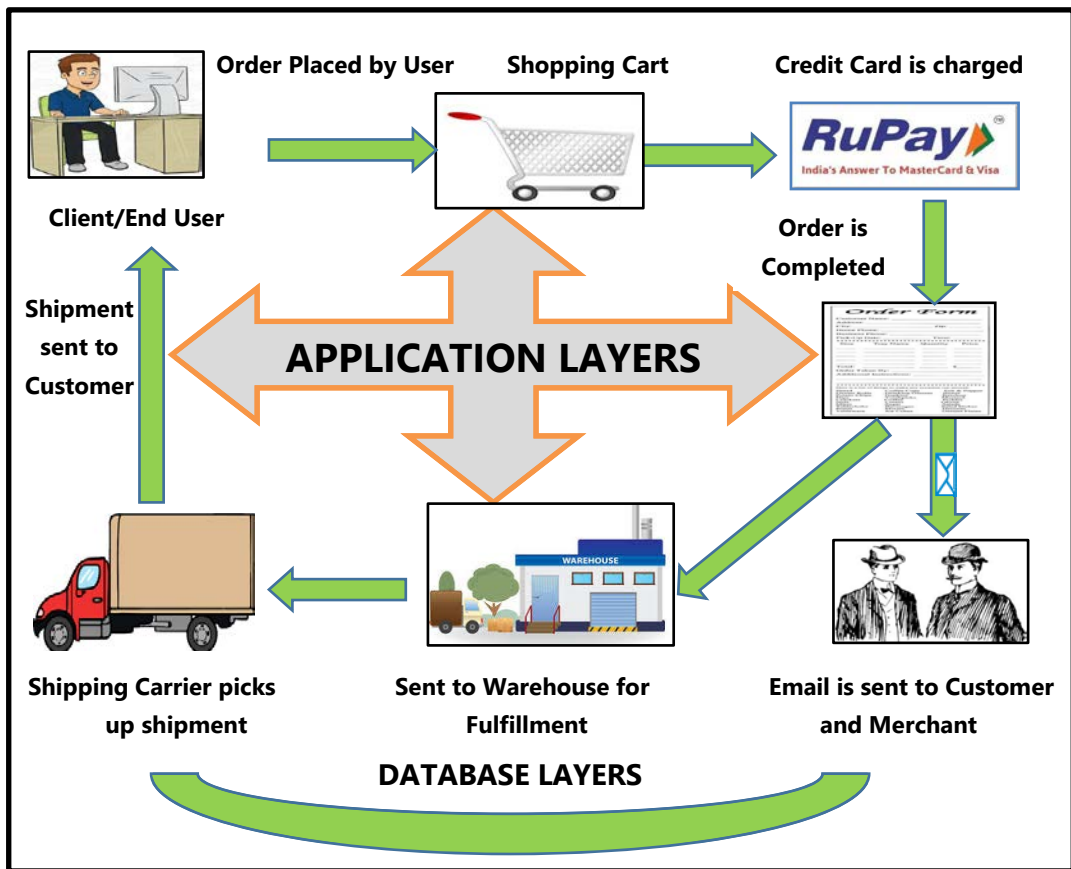 Order Placed by User
Shopping Cart
Credit Card is charged
RuPay
TM
India's Answer To MasterCard & Visa
Client/End User
Order is
Completed
Shipment
sent to
Customer
APPLICATION LAYERS
Order Form
WAREHOUSE
Shipping Carrier picks
up shipment
Sent to Warehouse for
Fulfillment
Email is sent to Customer
and Merchant
DATABASE LAYERS